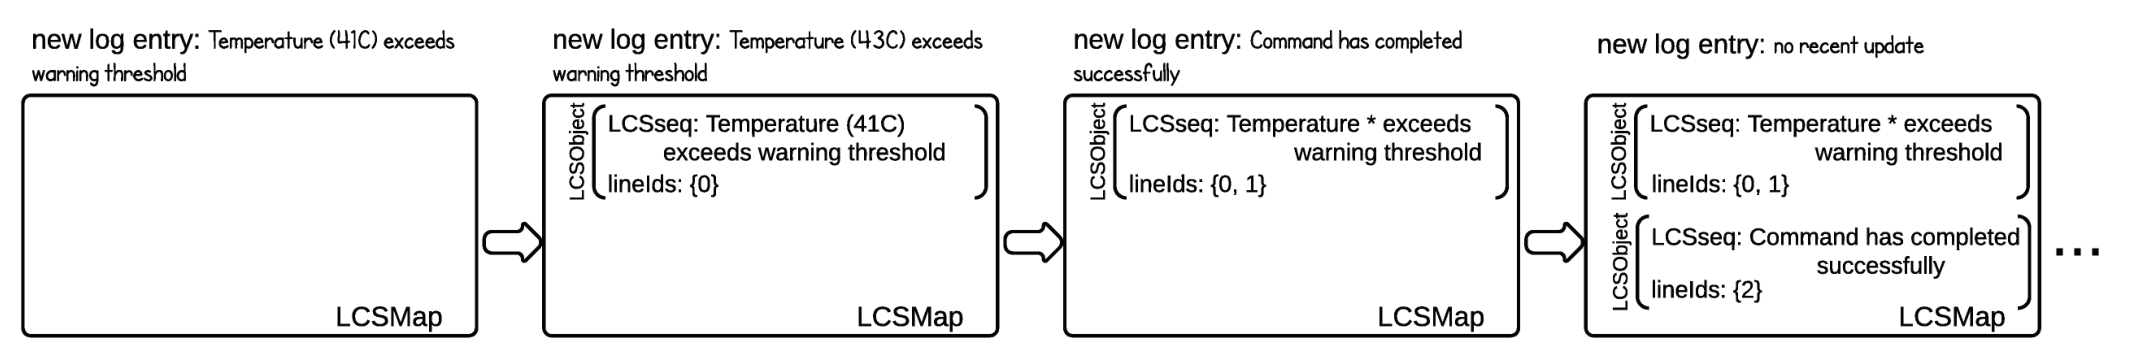 new log entry: Temperature (41C) exceeds
warning threshold
LCSMap
new log entry: Temperature (43C) exceeds
warning threshold
LCSObject
LCSseq: Temperature (41C)
exceeds warning threshold
lineIds: {0}
LCSMap
new log entry: Command has completed
successfully
LCSObject
LCSseq: Temperature * exceeds
warning threshold
lineIds: {0, 1}
LCSMap
new log entry: no recent update
LCSObject
LCSseq: Temperature * exceeds
warning threshold
lineIds: {0, 1}
LCSObject
LCSseq: Command has completed
successfully
lineIds: {2}
LCSMap
...